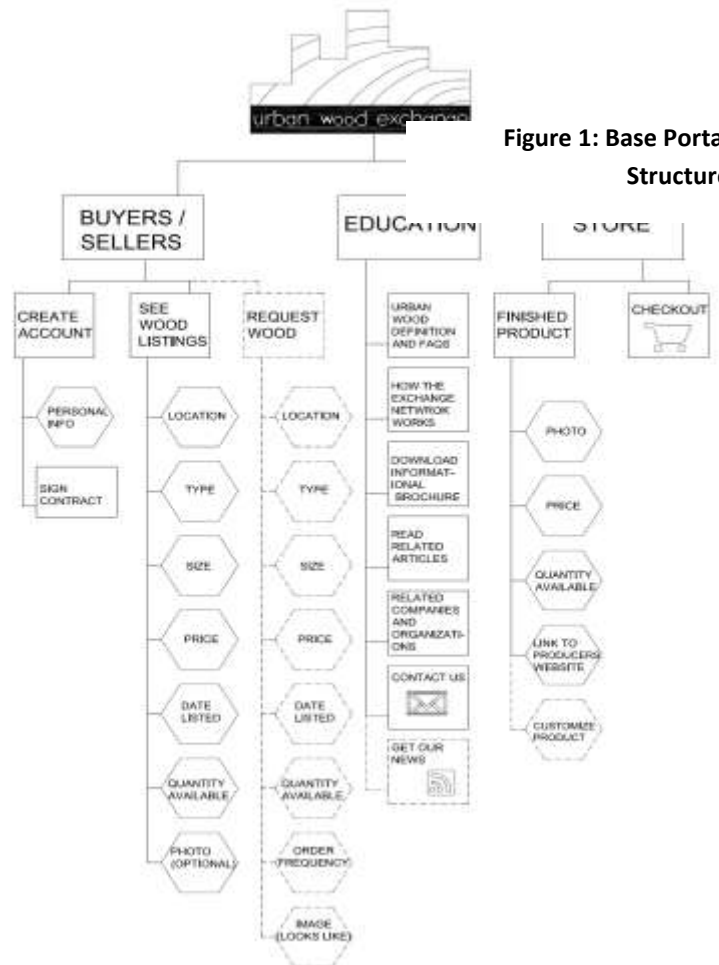 urban wood exchange
Figure 1: Base Porta
Structure
BUYERS /
SELLERS
EDUCATION
STORE
CREATE
ACCOUNT
SEE
WOOD
LISTINGS
REQUEST
WOOD
URBAN
WOOD
DEFINITION
AND FAQS
FINISHED
PRODUCT
CHECKOUT
PERSONAL
INFO
SIGN
CONTRACT
LOCATION
TYPE
SIZE
PRICE
DATE
LISTED
QUANTITY
AVAILABLE
PHOTO
(OPTIONAL)
LOCATION
TYPE
SIZE
PRICE
DATE
LISTED
QUANTITY
AVAILABLE
ORDER
(FREQUENCY)
IMAGE
(LOOKS LIKE)
HOW THE
EXCHANGE
NETWROK
WORKS
DOWNLOAD
INFORMAT-
IONAL
BROCHURE
READ
RELATED
ARTICLES
RELATED
COMPANIES
AND
ORGANIZATI-
ONS
CONTACT US
GET OUR
NEWS
PHOTO
PRICE
QUANTITY
AVAILABLE
LINK TO
PRODUCERS
WEBSITE
CUSTOMIZE
PRODUCT